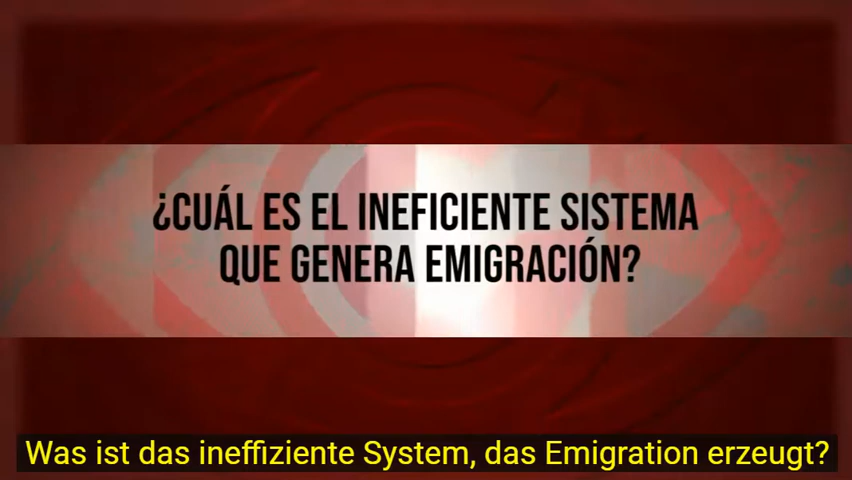 ¿CUÁL ES EL INEFICIENTE SISTEMA
QUE GENERA EMIGRACIÓN?
Was ist das ineffiziente System, das Emigration erzeugt?